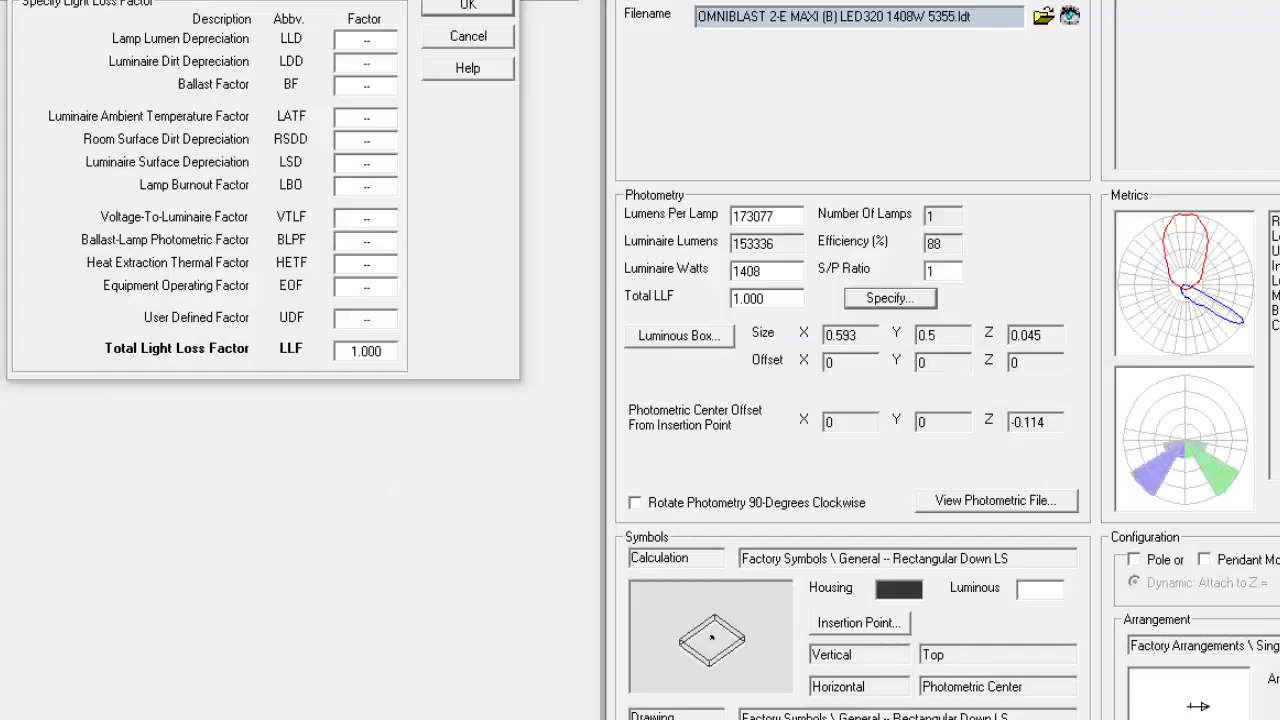 Specify Light Loss Factor
Description Abbv. Factor
Lamp Lumen Depreciation LLD --
Luminaire Dirt Depreciation LDD --
Ballast Factor BF --
Luminaire Ambient Temperature Factor LATF --
Room Surface Dirt Depreciation RSDD --
Luminaire Surface Depreciation LSD --
Lamp Burnout Factor LBO --
Voltage-To-Luminaire Factor VTLF --
Ballast-Lamp Photometric Factor BLPF --
Heat Extraction Thermal Factor HETF --
Equipment Operating Factor EOF --
User Defined Factor UDF --
Total Light Loss Factor LLF 1.000
OK
Cancel
Help
Filename OMNIBLAST 2-E MAXI (B) LED320 1408W 5355.ldt
Photometry
Lumens Per Lamp 173077 Number Of Lamps 1
Luminaire Lumens 153336 Efficiency (%) 88
Luminaire Watts 1408 S/P Ratio 1
Total LLF 1.000 Specify...
Luminous Box... Size X 0.593 Y 0.5 Z 0.045
Offset X 0 Y 0 Z 0
Photometric Center Offset
From Insertion Point X 0 Y 0 Z -0.114
Rotate Photometry 90-Degrees Clockwise View Photometric File...
Symbols
Calculation Factory Symbols \ General -- Rectangular Down LS
Housing Luminous
Insertion Point...
Vertical Top
Horizontal Photometric Center
Drawing Factory Symbols \ General -- Rectangular Down LS
Metrics
Configuration
Pole or Pendant Mo
Dynamic: Attach to Z =
Arrangement
Factory Arrangements \ Sing